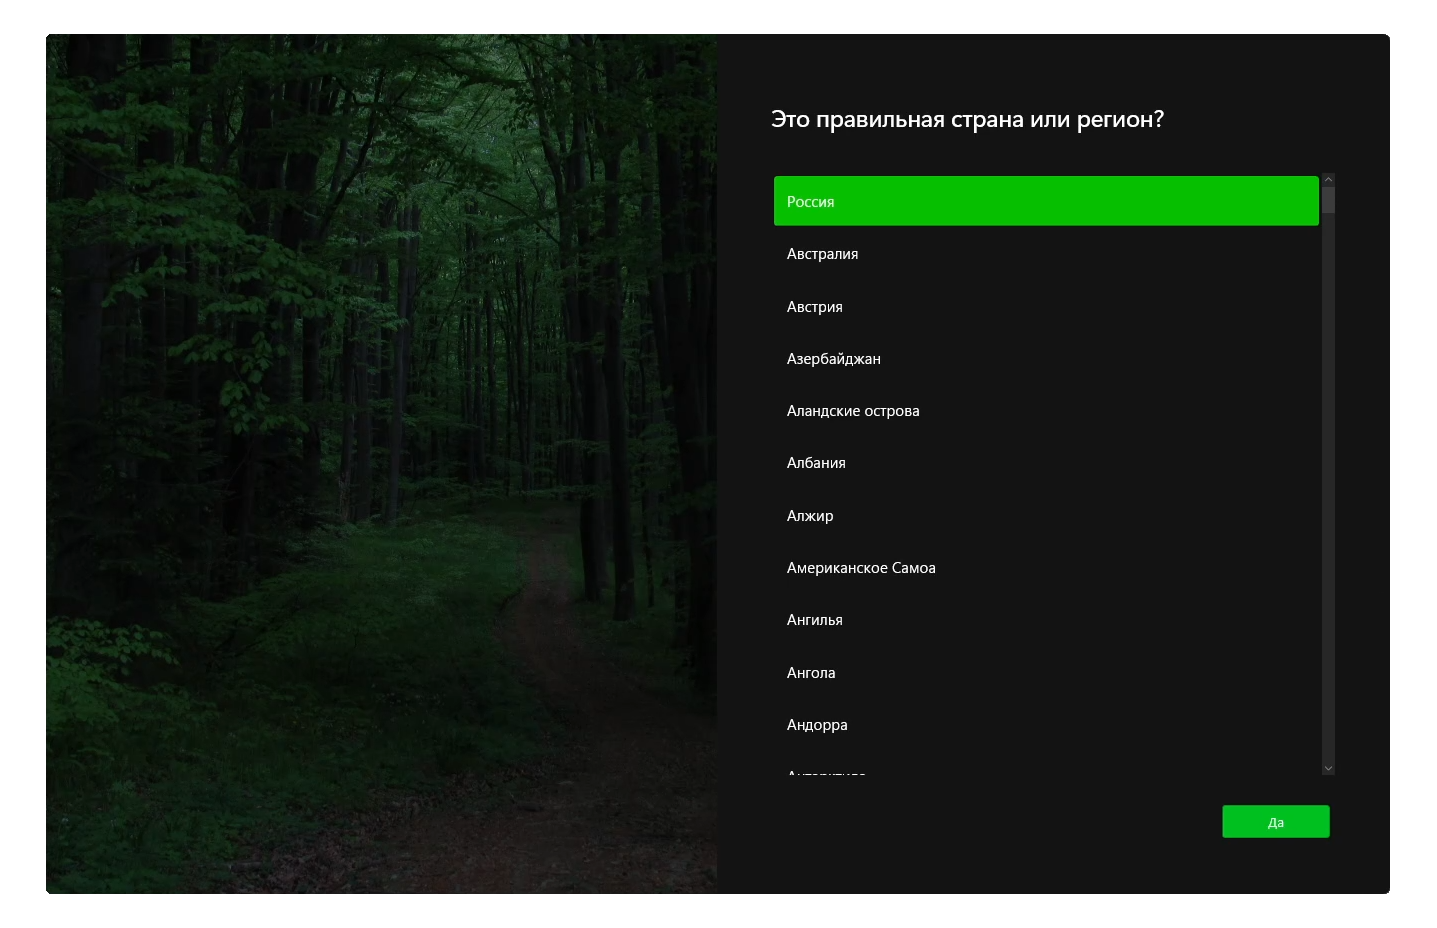 Это правильная страна или регион?
Россия
Австралия
Австрия
Азербайджан
Аландские острова
Албания
Алжир
Американское Самоа
Ангилья
Ангола
Андорра
Да